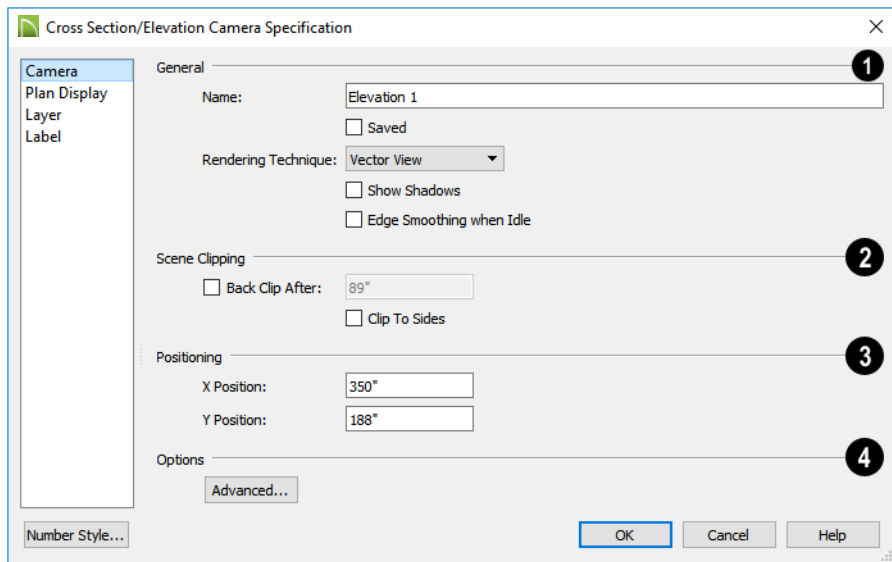 Cross Section/Elevation Camera Specification
Camera
Plan Display
Layer
Label
General
1
Name:
Elevation 1
Saved
Rendering Technique:
Vector View
Show Shadows
Edge Smoothing when Idle
Scene Clipping
2
Back Clip After:
89"
Clip To Sides
Positioning
3
X Position:
350"
Y Position:
188"
Options
4
Advanced...
Number Style...
OK
Cancel
Help